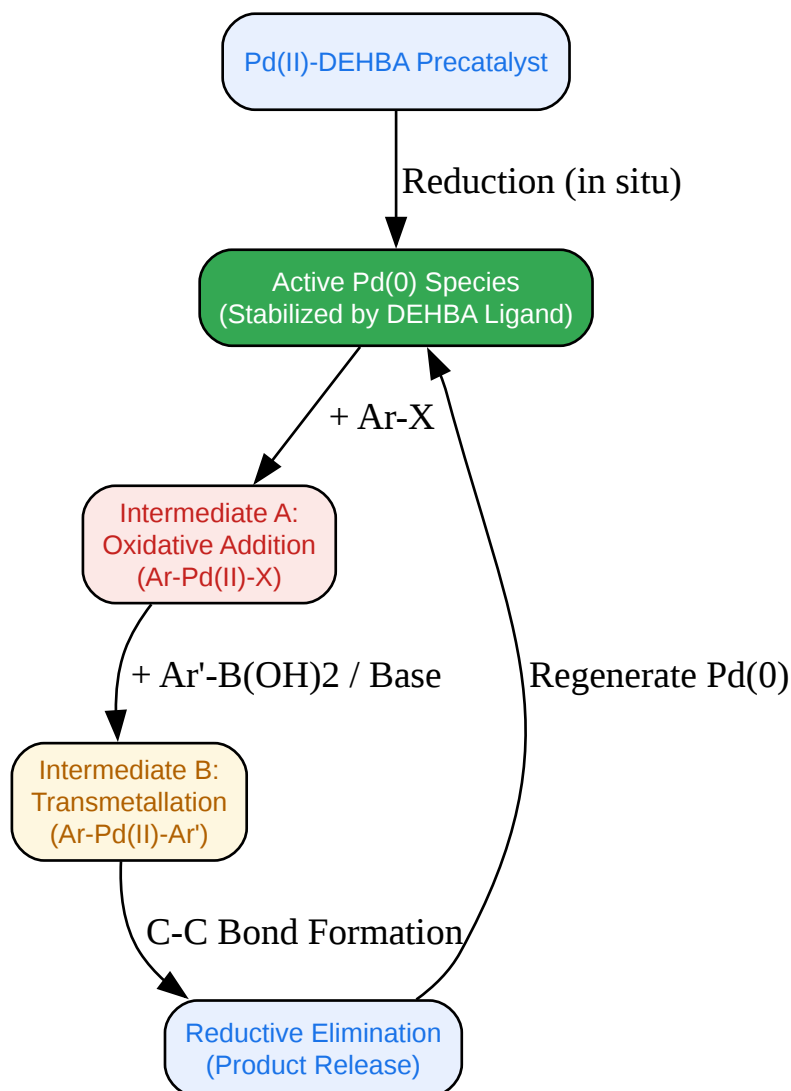 Pd(II)-DEHBA Precatalyst
Reduction (in situ)
Active Pd(0) Species
(Stabilized by DEHBA Ligand)
+ Ar-X
Intermediate A:
Oxidative Addition
(Ar-Pd(II)-X)
+ Ar'-B(OH)2 / Base
Regenerate Pd(0)
Intermediate B:
Transmetallation
(Ar-Pd(II)-Ar')
C-C Bond Formation
Reductive Elimination
(Product Release)